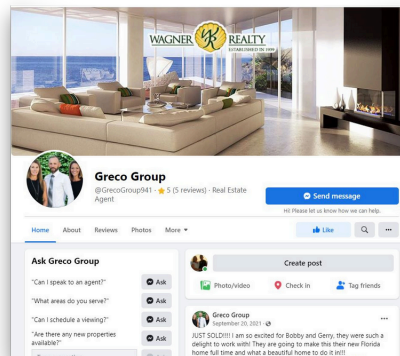 WAGNER REALTY
ESTABLISHED IN 1939
Greco Group
@GrecoGroup941 · 5 (5 reviews) · Real Estate
Agent
Send message
Hi! Please let us know how we can help.
Home About Reviews Photos More
Like
Ask Greco Group
"Can I speak to an agent?" Ask
"What areas do you serve?" Ask
"Can I schedule a viewing?" Ask
"Are there any new properties
available?" Ask
Ask
Create post
Photo/video Check in Tag friends
Greco Group
September 20, 2021 ·
JUST SOLD!!!! I am so excited for Bobby and Gerry, they were such a
delight to work with! They are going to make this their new Florida
home full time and what a beautiful home to do it in!!!